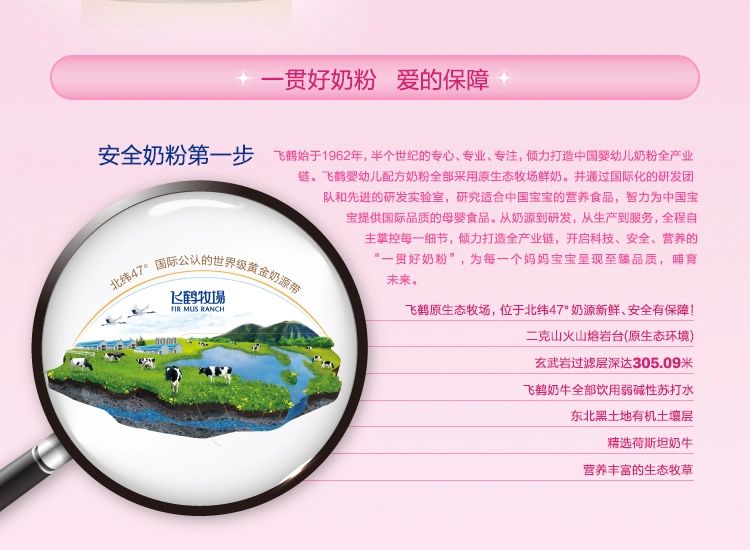 一贯好奶粉 爱的保障
安全奶粉第一步
飞鹤始于1962年，半个世纪的专心、专业、专注，倾力打造中国婴幼儿奶粉全产业
链。飞鹤婴幼儿配方奶粉全部采用原生态牧场鲜奶。并通过国际化的研发团
队和先进的研发实验室，研究适合中国宝宝的营养食品，智力为中国宝
宝提供国际品质的母婴食品。从奶源到研发，从生产到服务，全程自
主掌控每一细节，倾力打造全产业链，开启科技、安全、营养的
“一贯好奶粉”，为每一个妈妈宝宝呈现至臻品质，哺育
未来。
北纬47°国际公认的世界级黄金奶源带
飞鹤牧場
FIR MUS RANCH
飞鹤原生态牧场，位于北纬47°奶源新鲜、安全有保障！
二克山火山熔岩台(原生态环境)
玄武岩过滤层深达305.09米
飞鹤奶牛全部饮用弱碱性苏打水
东北黑土地有机土壤层
精选荷斯坦奶牛
营养丰富的生态牧草